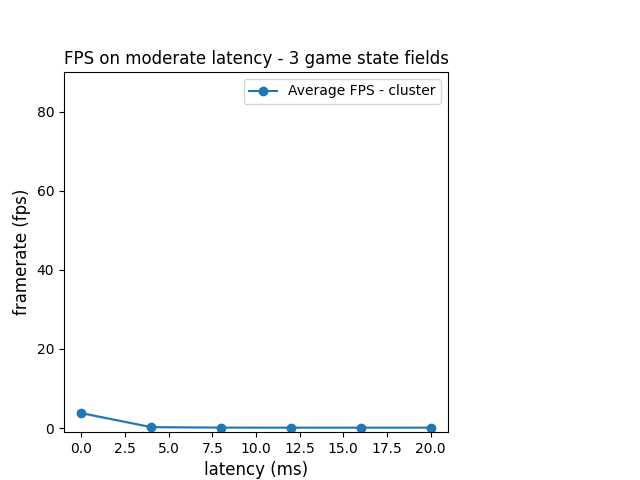 FPS on moderate latency - 3 game state fields
Average FPS - cluster
80
60
40
20
0
framerate (fps)
0.0 2.5 5.0 7.5 10.0 12.5 15.0 17.5 20.0
latency (ms)